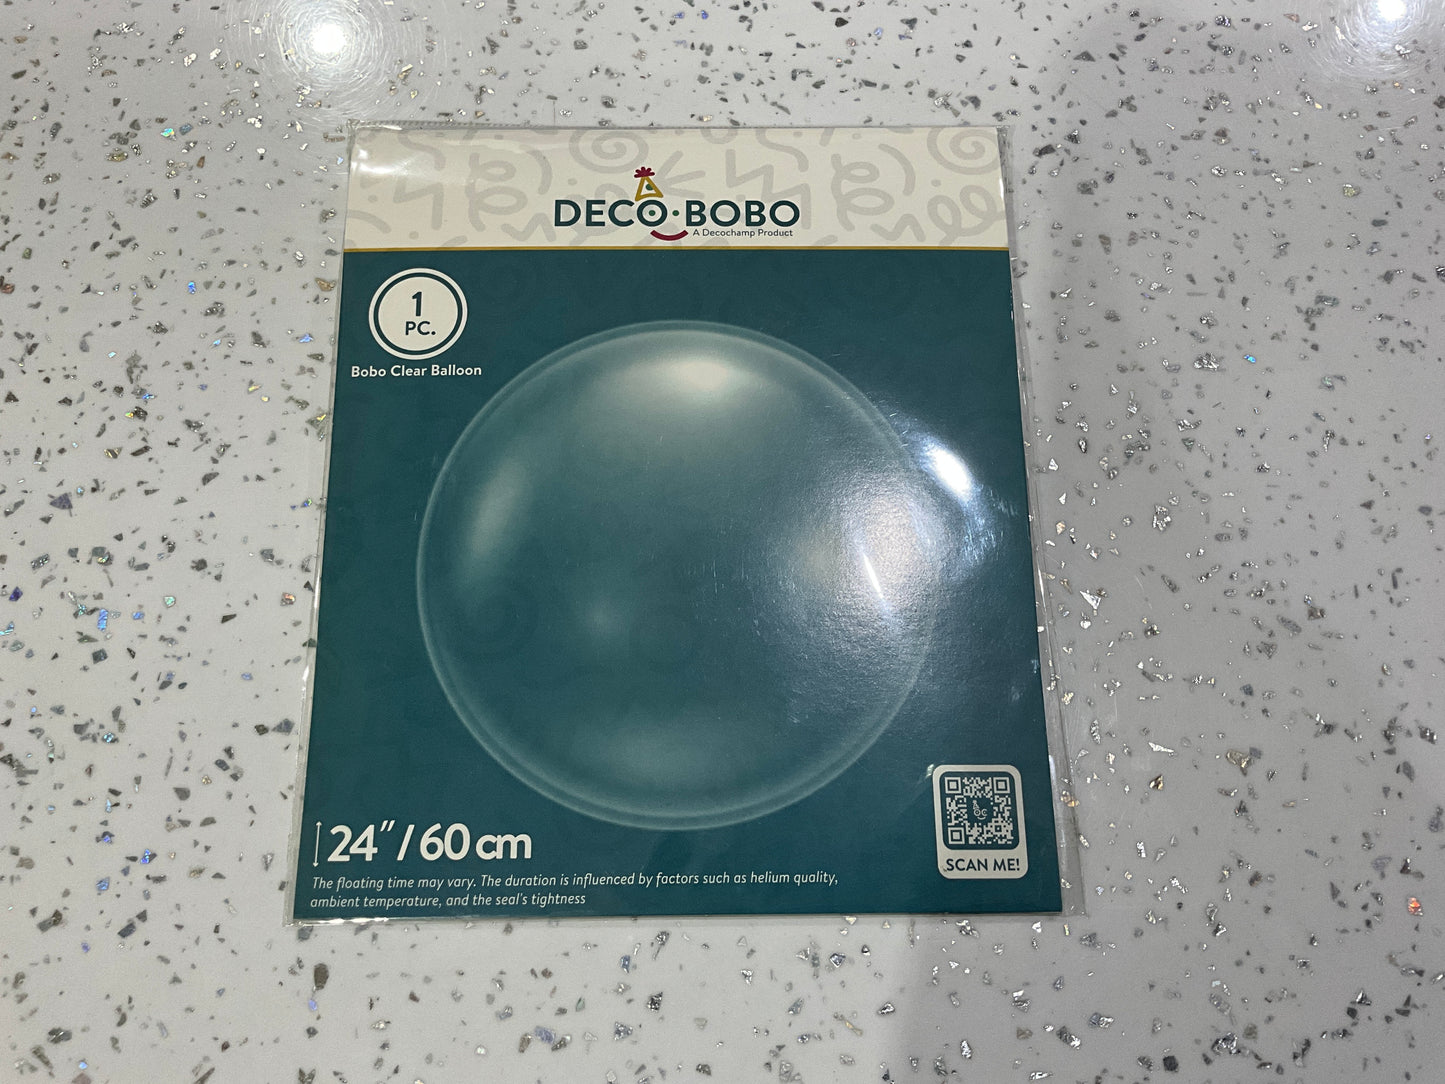 DECO·BOBO
A Decochamp Product
1
PC.
Bobo Clear Balloon
24"/60 cm
The floating time may vary. The duration is influenced by factors such as helium quality,
ambient temperature, and the seal's tightness
SCAN ME!